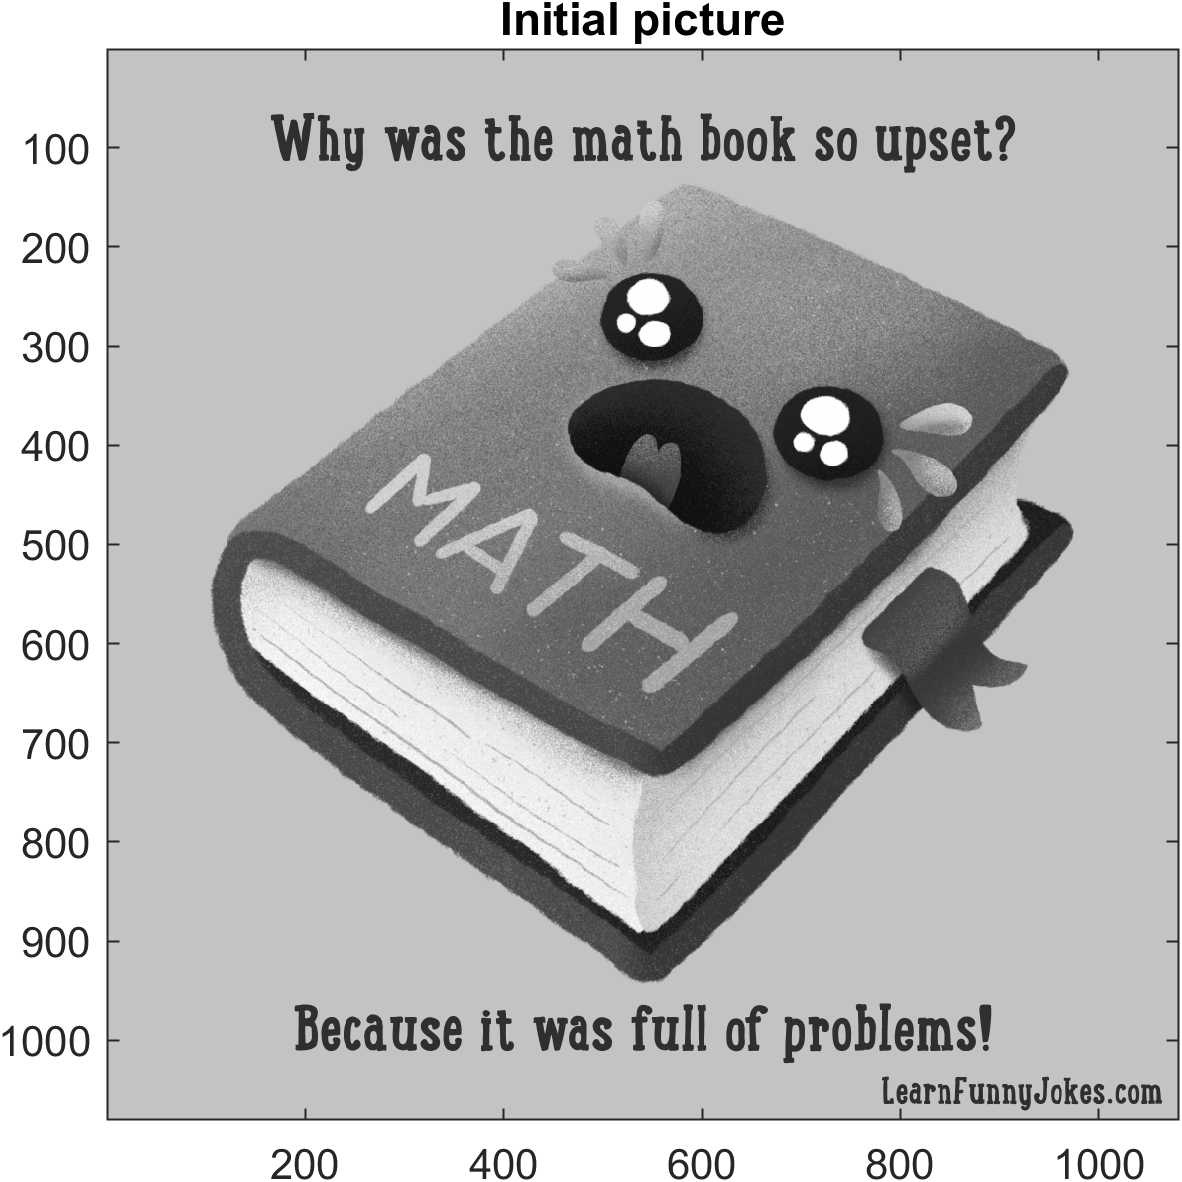 Initial picture
Why was the math book so upset?
100
200
300
400
MATH
500
600
700
800
900
Because it was full of problems!
1000
LearnFunnyJokes.com
200 400 600 800 1000